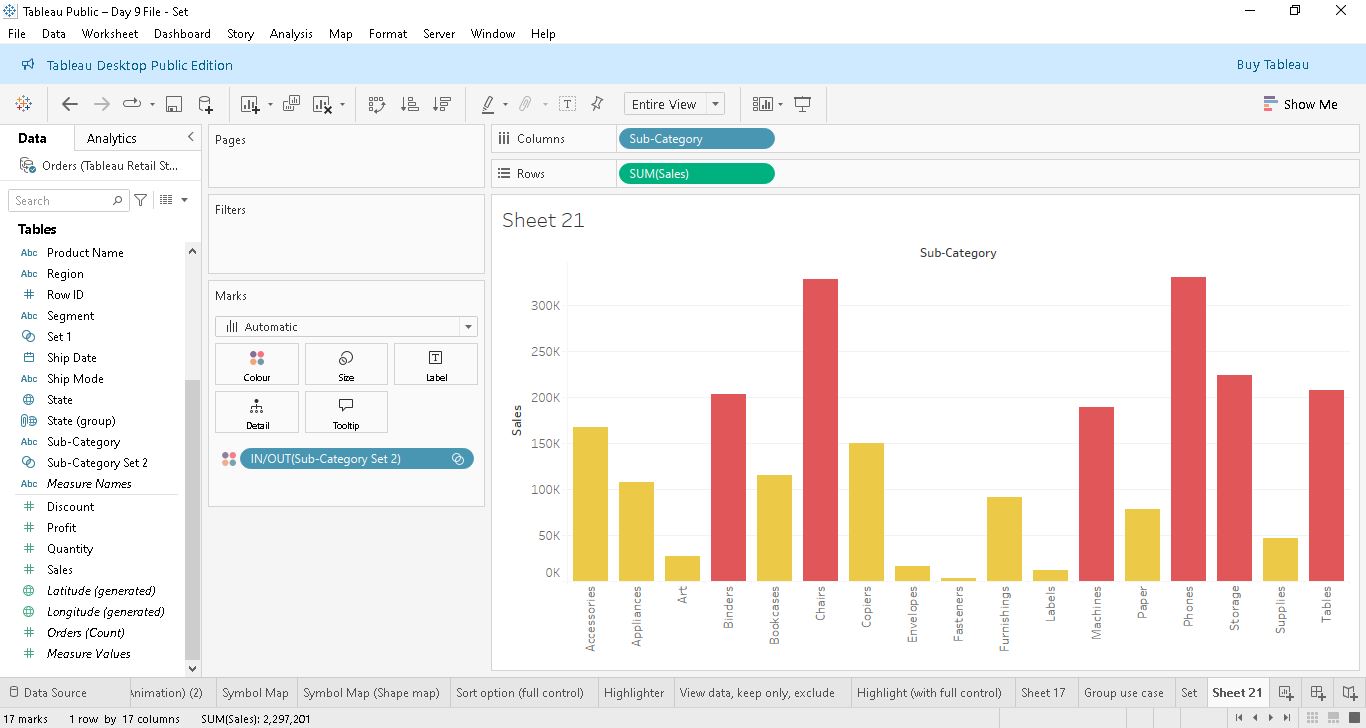 Tableau Public – Day 9 File - Set
File Data Worksheet Dashboard Story Analysis Map Format Server Window Help
Tableau Desktop Public Edition Buy Tableau
Entire View Show Me
Data Analytics
Orders (Tableau Retail St...
Search
Tables
Abc Product Name
Abc Region
# Row ID
Abc Segment
Set 1
Ship Date
Abc Ship Mode
State
State (group)
Abc Sub-Category
Sub-Category Set 2
Abc Measure Names
# Discount
# Profit
# Quantity
# Sales
Latitude (generated)
Longitude (generated)
# Orders (Count)
# Measure Values
Pages
Filters
Marks
Automatic
Colour Size Label
Detail Tooltip
IN/OUT(Sub-Category Set 2)
Columns Sub-Category
Rows SUM(Sales)
Sheet 21
Sub-Category
Sales
300K
250K
200K
150K
100K
50K
0K
Accessories
Appliances
Art
Binders
Bookcases
Chairs
Copiers
Envelopes
Fasteners
Furnishings
Labels
Machines
Paper
Phones
Storage
Supplies
Tables
Data Source Animation) (2) Symbol Map Symbol Map (Shape map) Sort option (full control) Highlighter View data, keep only, exclude Highlight (with full control) Sheet 17 Group use case Set Sheet 21
17 marks 1 row by 17 columns SUM(Sales): 2,297,201